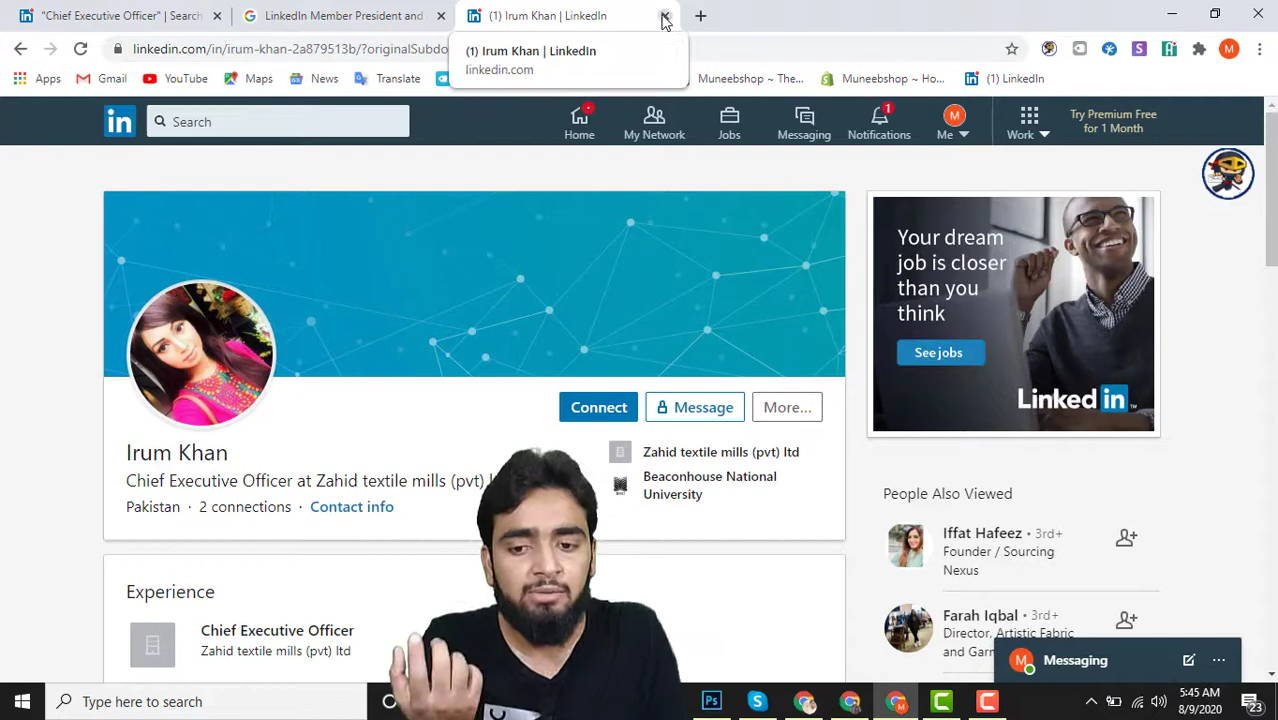 "Chief Executive Officer" | Search
LinkedIn Member President and
(1) Irum Khan | LinkedIn
(1) Irum Khan | LinkedIn
linkedin.com
linkedin.com/in/irum-khan-2a879513b/?originalSubdo
M
Apps
Gmail
YouTube
Maps
News
Translate
Muneebshop ~ The...
Muneebshop ~ Ho...
(1) LinkedIn
in
Search
Home
My Network
Jobs
Messaging
1
Notifications
M
Me
Work
Try Premium Free
for 1 Month
Your dream
job is closer
than you
think
See jobs
Linked in
Connect
Message
More...
Irum Khan
Chief Executive Officer at Zahid textile mills (pvt) l
Pakistan · 2 connections · Contact info
Zahid textile mills (pvt) ltd
Beaconhouse National
University
People Also Viewed
Iffat Hafeez • 3rd+
Founder / Sourcing
Nexus
Farah Iqbal • 3rd+
Director, Artistic Fabric
and Garm
Experience
Chief Executive Officer
Zahid textile mills (pvt) ltd
M
Messaging
Type here to search
Ps
5:45 AM
8/9/2020
23